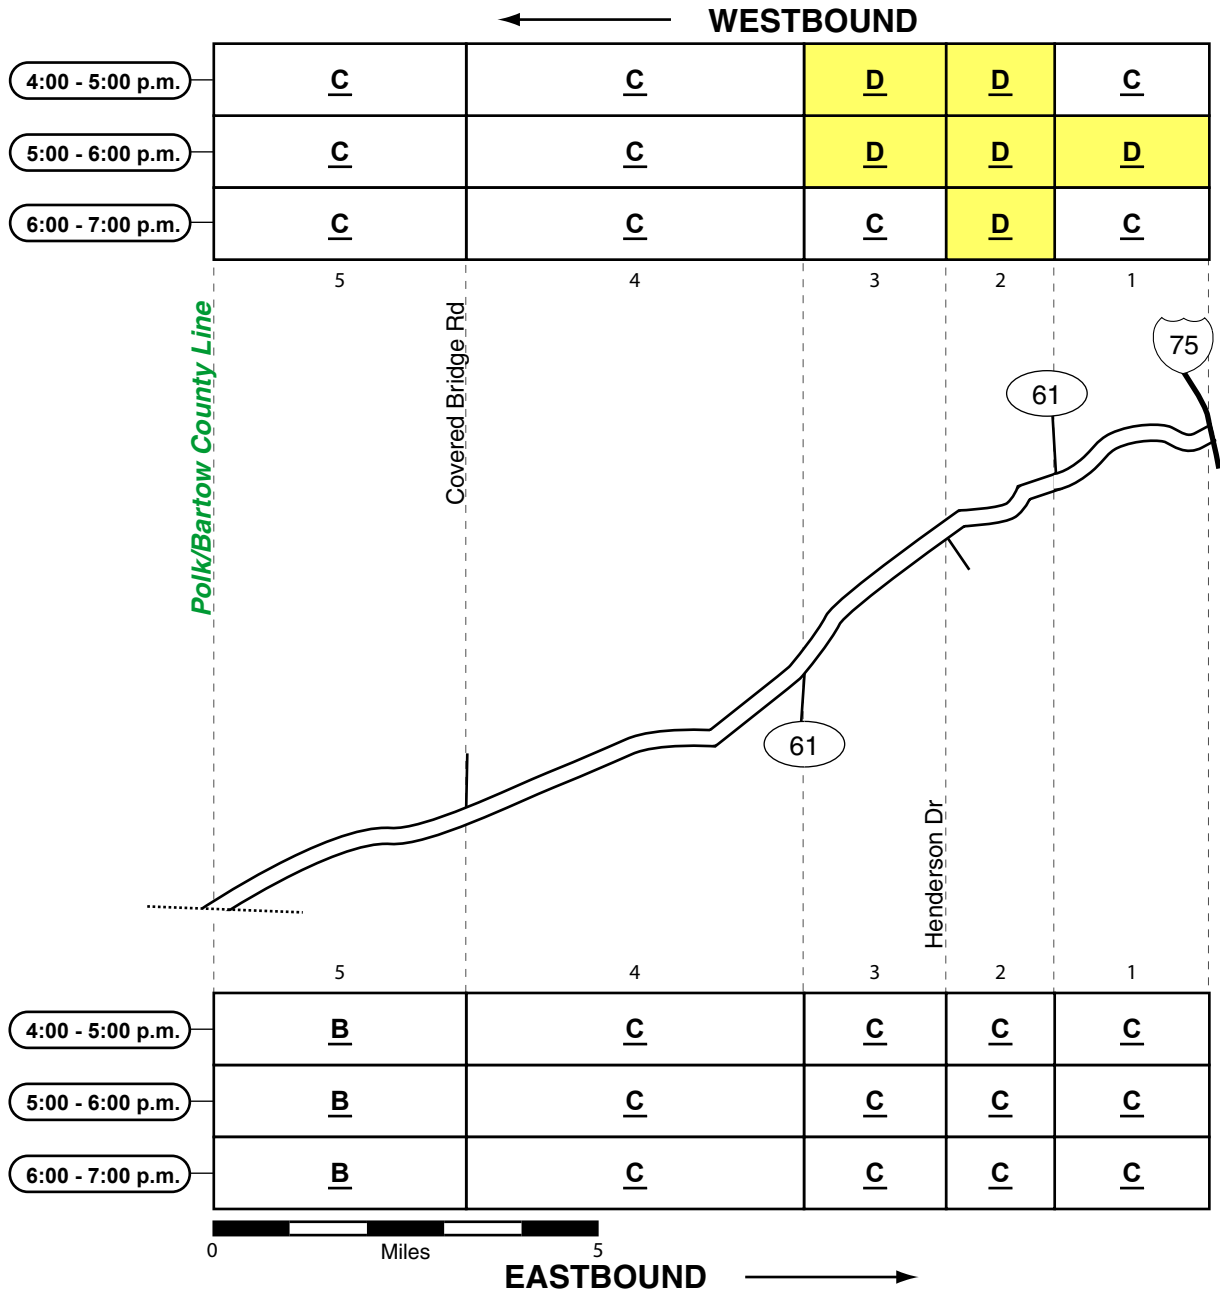 WESTBOUND
4:00 - 5:00 p.m. C C D D C
5:00 - 6:00 p.m. C C D D D
6:00 - 7:00 p.m. C C C D C
5 4 3 2 1
Polk/Bartow County Line
Covered Bridge Rd
75
61
61
Henderson Dr
5 4 3 2 1
4:00 - 5:00 p.m. B C C C C
5:00 - 6:00 p.m. B C C C C
6:00 - 7:00 p.m. B C C C C
0 Miles 5
EASTBOUND